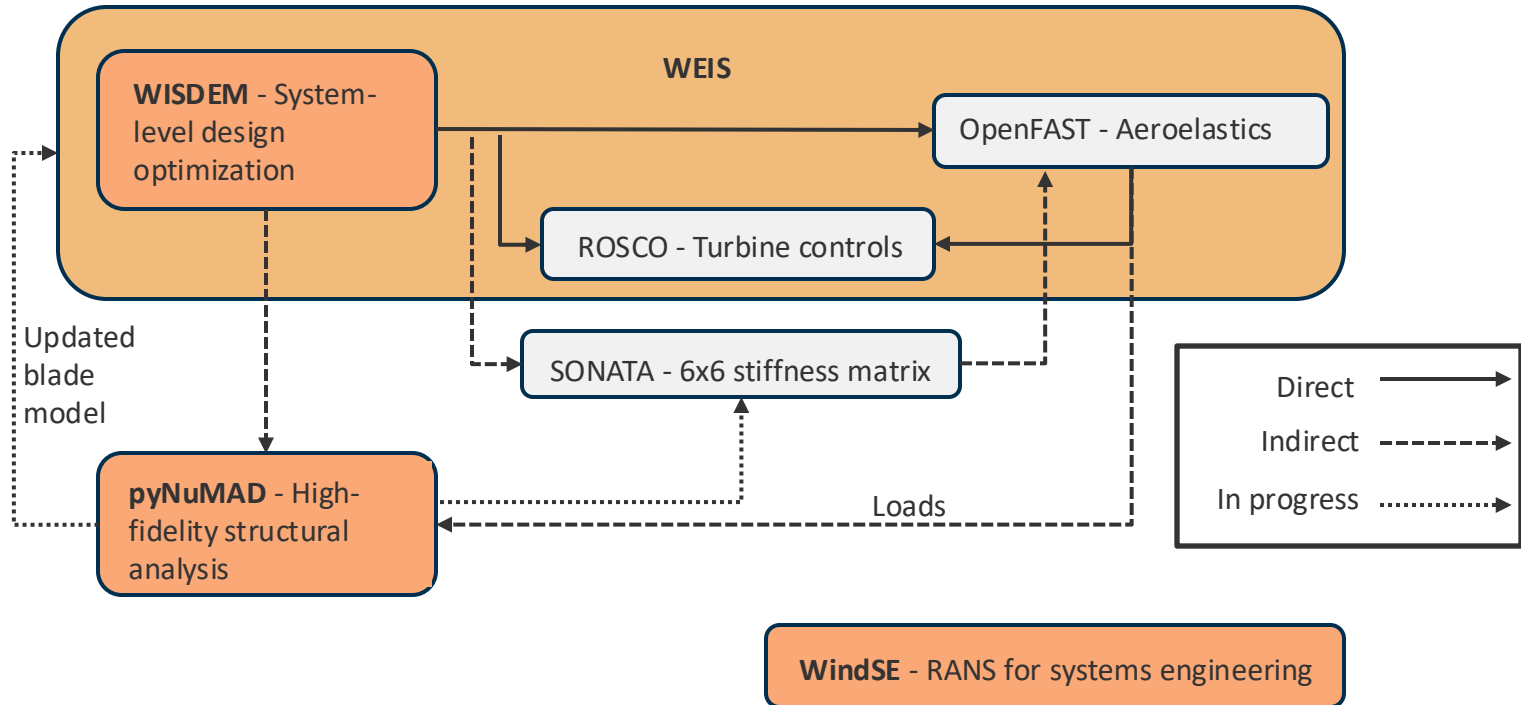 WEIS
WISDEM - System-
level design
optimization
OpenFAST - Aeroelastics
ROSCO - Turbine controls
Updated
blade
model
SONATA - 6x6 stiffness matrix
Direct
Indirect
In progress
pyNuMAD - High-
fidelity structural
analysis
Loads
WindSE - RANS for systems engineering